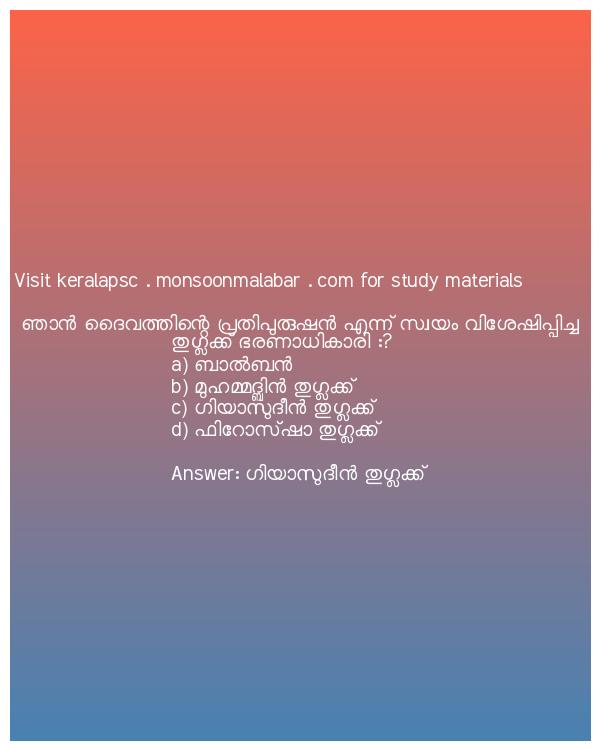 Visit keralapsc . monsoonmalabar . com for study materials
ഞാൻ ദൈവത്തിന്റെ പ്രതിപുരുഷൻ എന്ന് സ്വയം വിശേഷിപ്പിച്ച
തുഗ്ലക്ക് ഭരണാധികാരി :?
a) ബാൽബൻ
b) മുഹമ്മദ്ബിൻ തുഗ്ലക്ക്
c) ഗിയാസുദീൻ തുഗ്ലക്ക്
d) ഫിറോസ്ഷാ തുഗ്ലക്ക്
Answer: ഗിയാസുദീൻ തുഗ്ലക്ക്